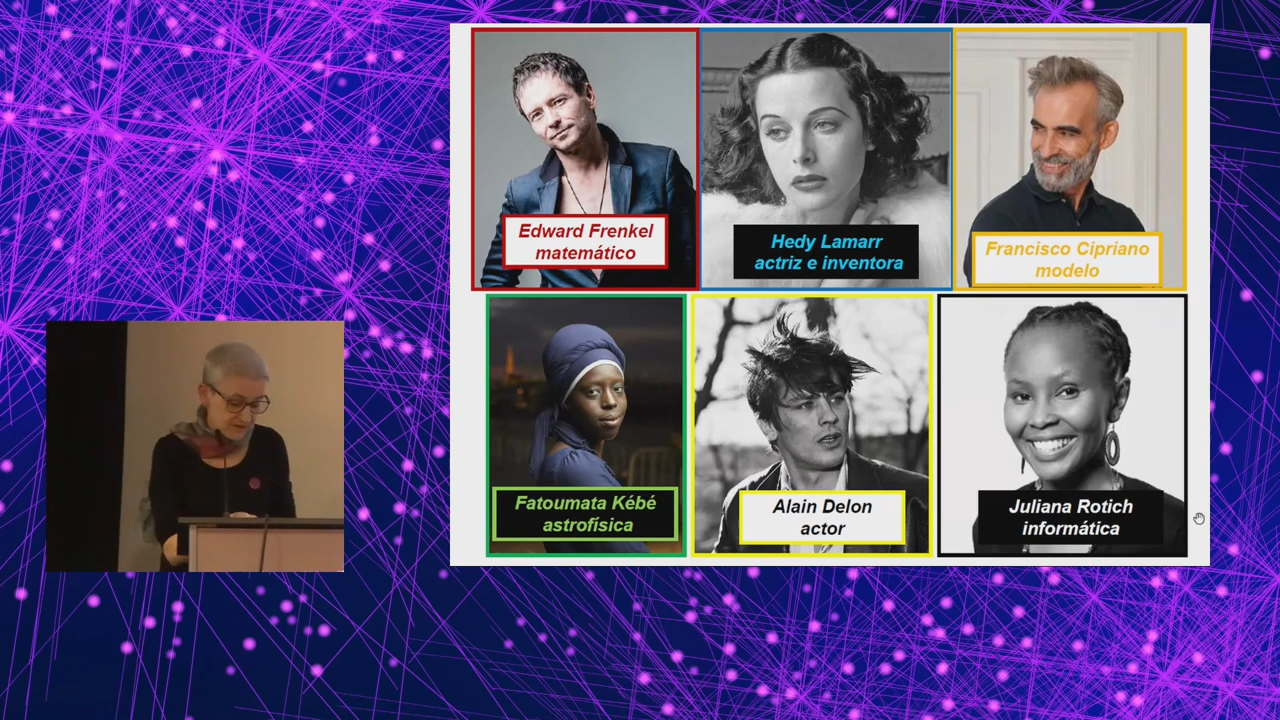 Edward Frenkel
matemático
Hedy Lamarr
actriz e inventora
Francisco Cipriano
modelo
Fatoumata Kébé
astrofísica
Alain Delon
actor
Juliana Rotich
informática